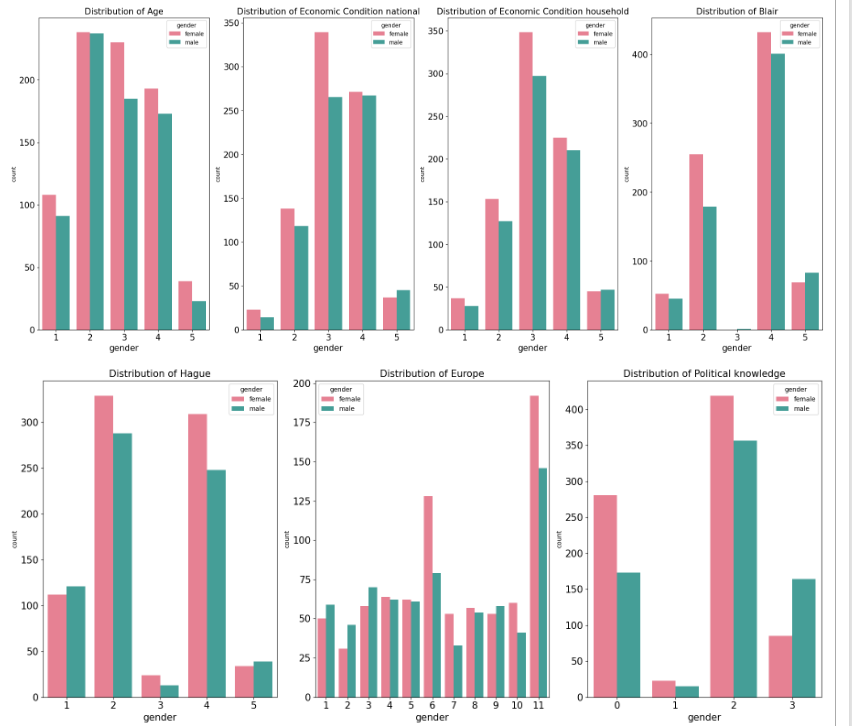 Distribution of Age
gender
female
male
count
200
150
100
50
0
1 2 3 4 5
gender
Distribution of Economic Condition national
gender
female
male
count
350
300
250
200
150
100
50
0
1 2 3 4 5
gender
Distribution of Economic Condition household
gender
female
male
count
350
300
250
200
150
100
50
0
1 2 3 4 5
gender
Distribution of Blair
gender
female
male
count
400
300
200
100
0
1 2 3 4 5
gender
Distribution of Hague
gender
female
male
count
300
250
200
150
100
50
0
1 2 3 4 5
gender
Distribution of Europe
gender
female
male
count
200
175
150
125
100
75
50
25
0
1 2 3 4 5 6 7 8 9 10 11
gender
Distribution of Political knowledge
gender
female
male
count
400
350
300
250
200
150
100
50
0
0 1 2 3
gender